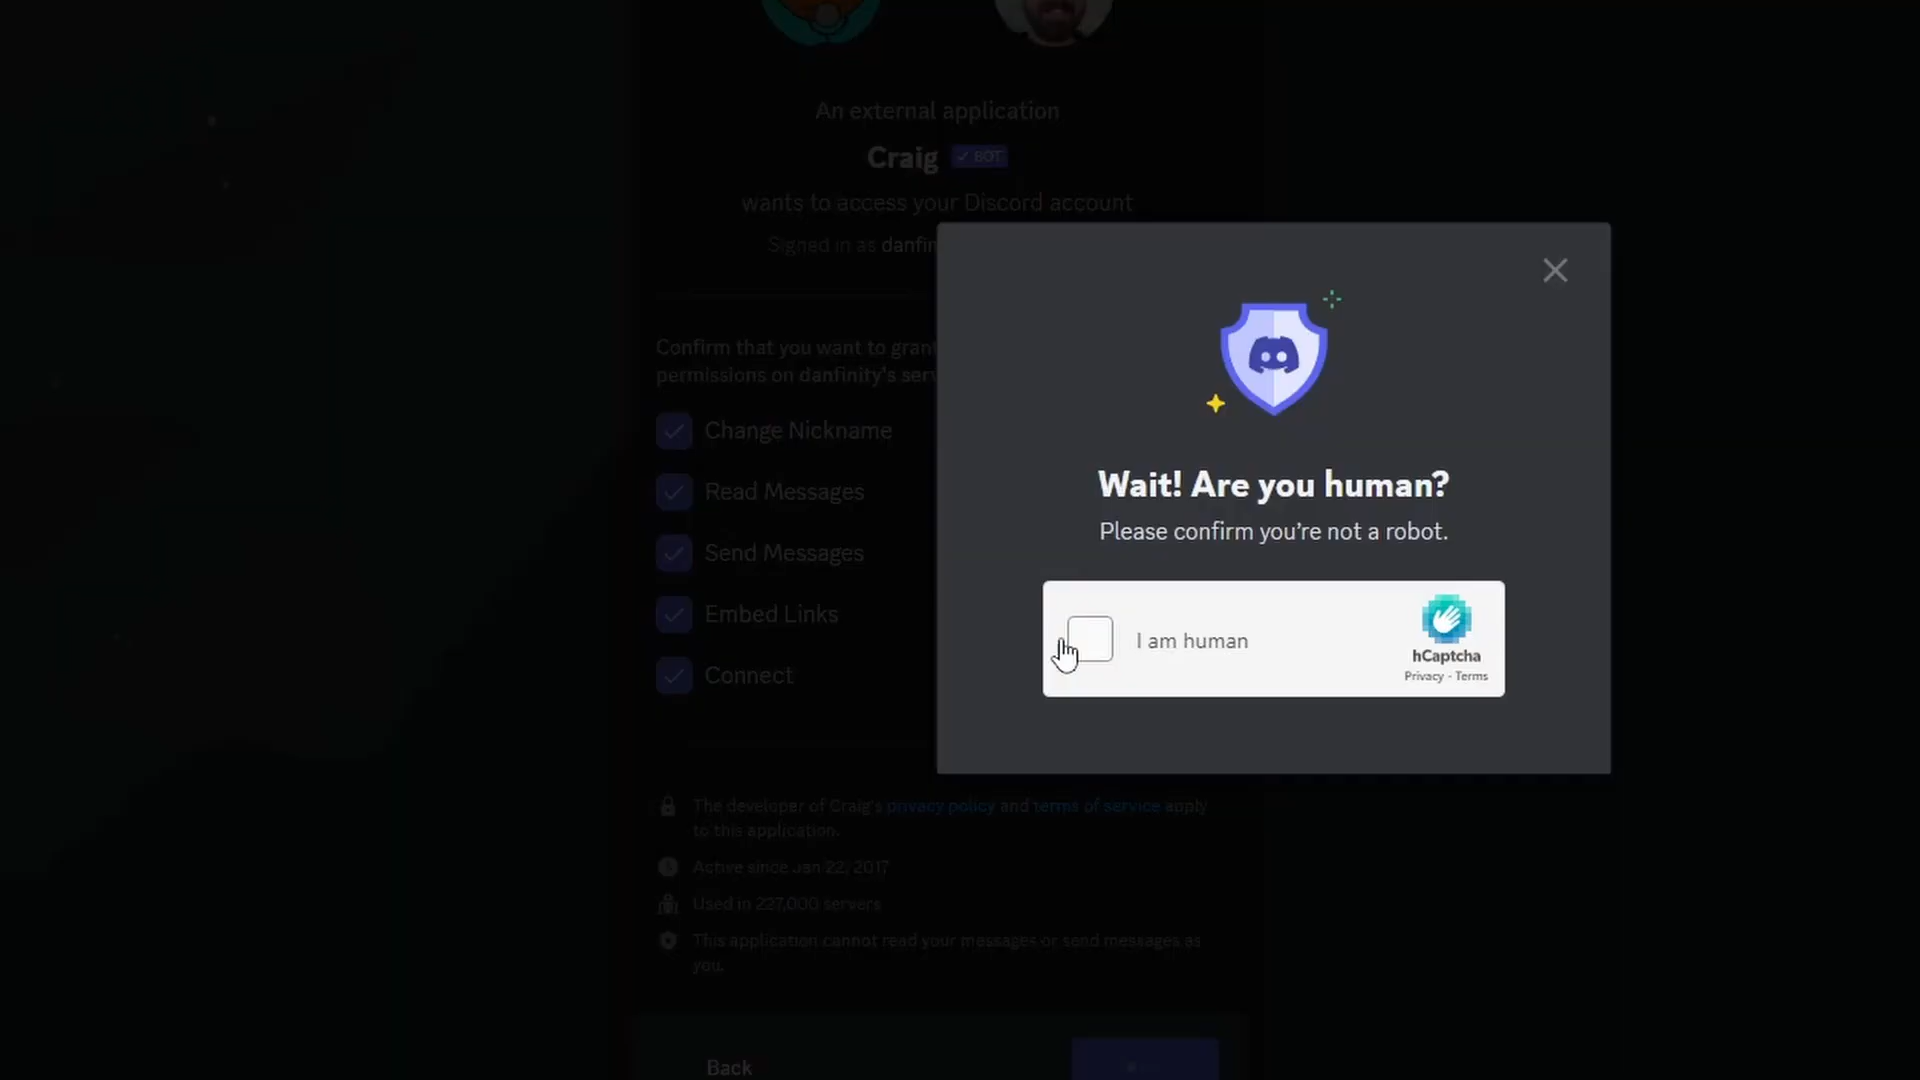 An external application
Craig ✓ BOT
wants to access your Discord account
Signed in as danfin
Confirm that you want to grant
permissions on danfinity's serv
Change Nickname
Read Messages
Send Messages
Embed Links
Connect
Wait! Are you human?
Please confirm you're not a robot.
I am human
hCaptcha
Privacy - Terms
The developer of Craig's privacy policy and terms of service apply
to this application.
Active since Jan 22, 2017
Used in 227,000 servers
This application cannot read your messages or send messages as
you.
Back